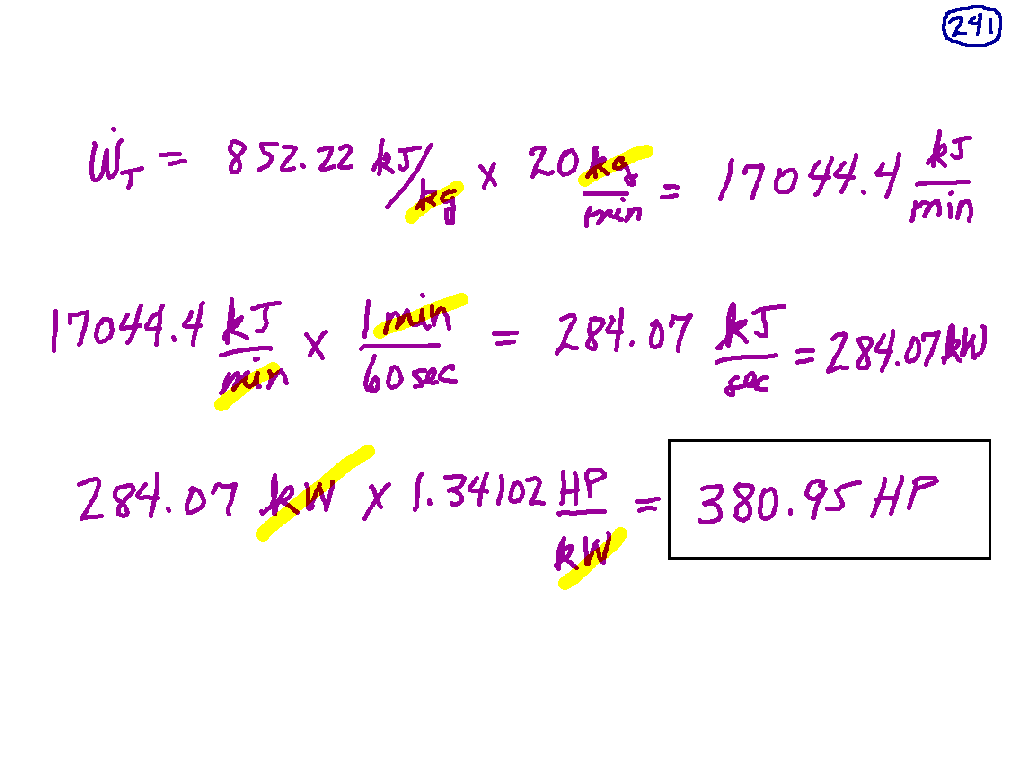 241
ẆT = 852.22 kJ/kg x 20 kg/min = 17044.4 kJ/min
17044.4 kJ/min x 1 min/60 sec = 284.07 kJ/sec = 284.07 kW
284.07 kW x 1.34102 HP/kW = 380.95 HP